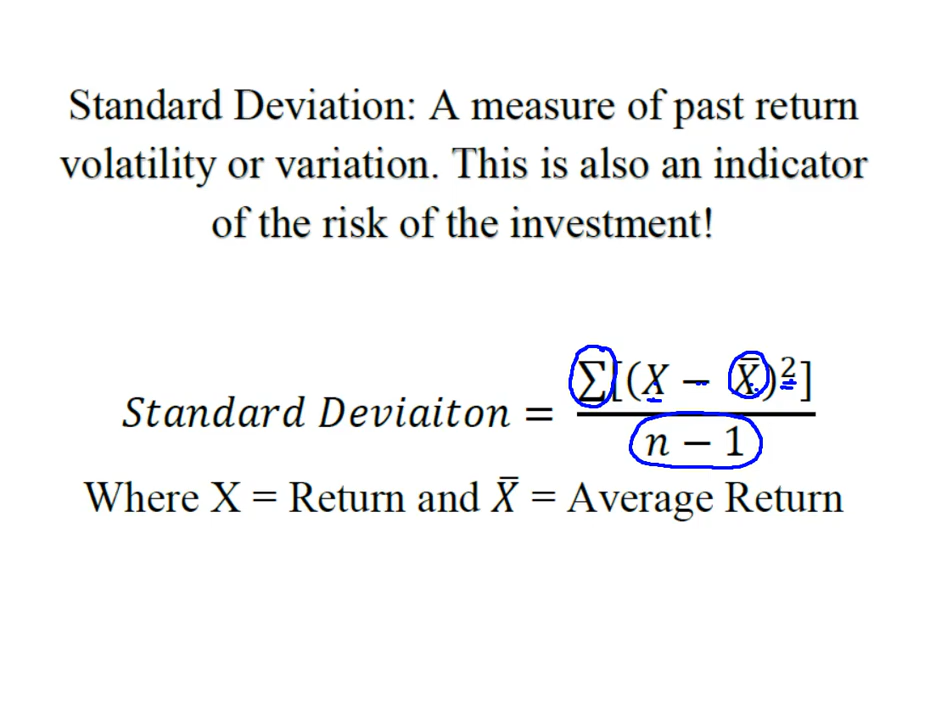 Standard Deviation: A measure of past return
volatility or variation. This is also an indicator
of the risk of the investment!
Standard Deviaiton = ∑[(X − X̅)²] / n − 1
Where X = Return and X̅ = Average Return